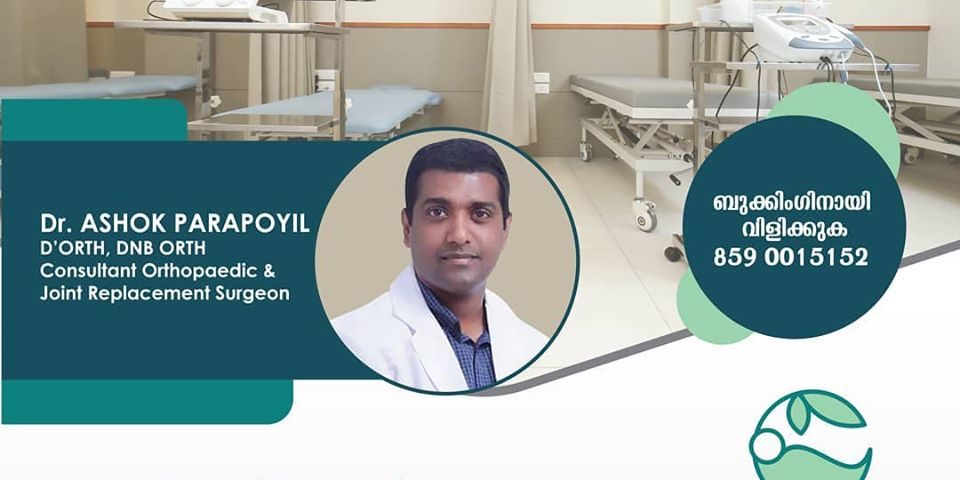 Dr. ASHOK PARAPOYIL
D'ORTH, DNB ORTH
Consultant Orthopaedic &
Joint Replacement Surgeon
ബുക്കിംഗിനായി
വിളിക്കുക
859 0015152